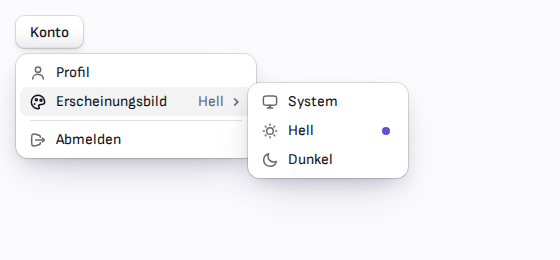 Konto
Profil
Erscheinungsbild Hell
Abmelden
System
Hell
Dunkel